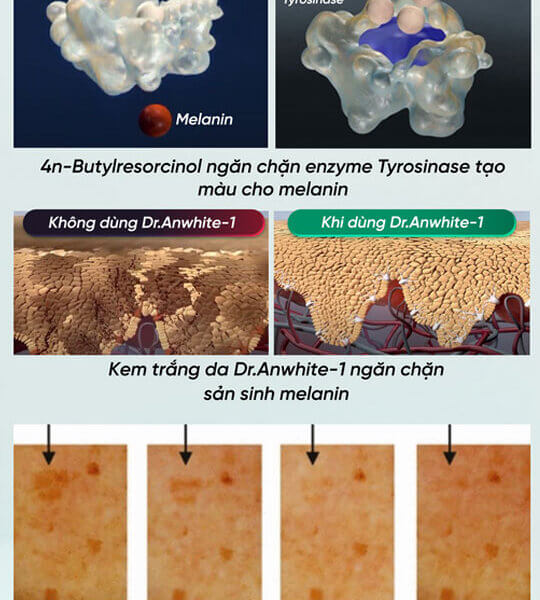 Tyrosinase
Melanin
4n-Butylresorcinol ngăn chặn enzyme Tyrosinase tạo
màu cho melanin
Không dùng Dr.Anwhite-1
Khi dùng Dr.Anwhite-1
Kem trắng da Dr.Anwhite-1 ngăn chặn
sản sinh melanin